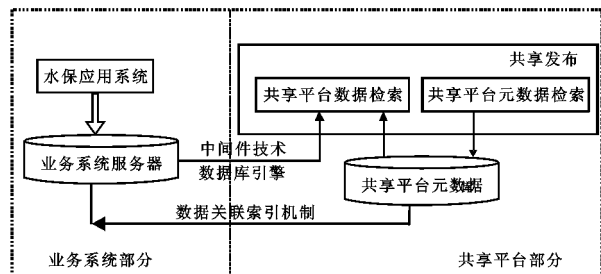 共享发布
水保应用系统
共享平台数据检索
共享平台元数据检索
中间件技术
业务系统服务器
数据库引擎
共享平台元数据
数据关联索引机制
业务系统部分
共享平台部分